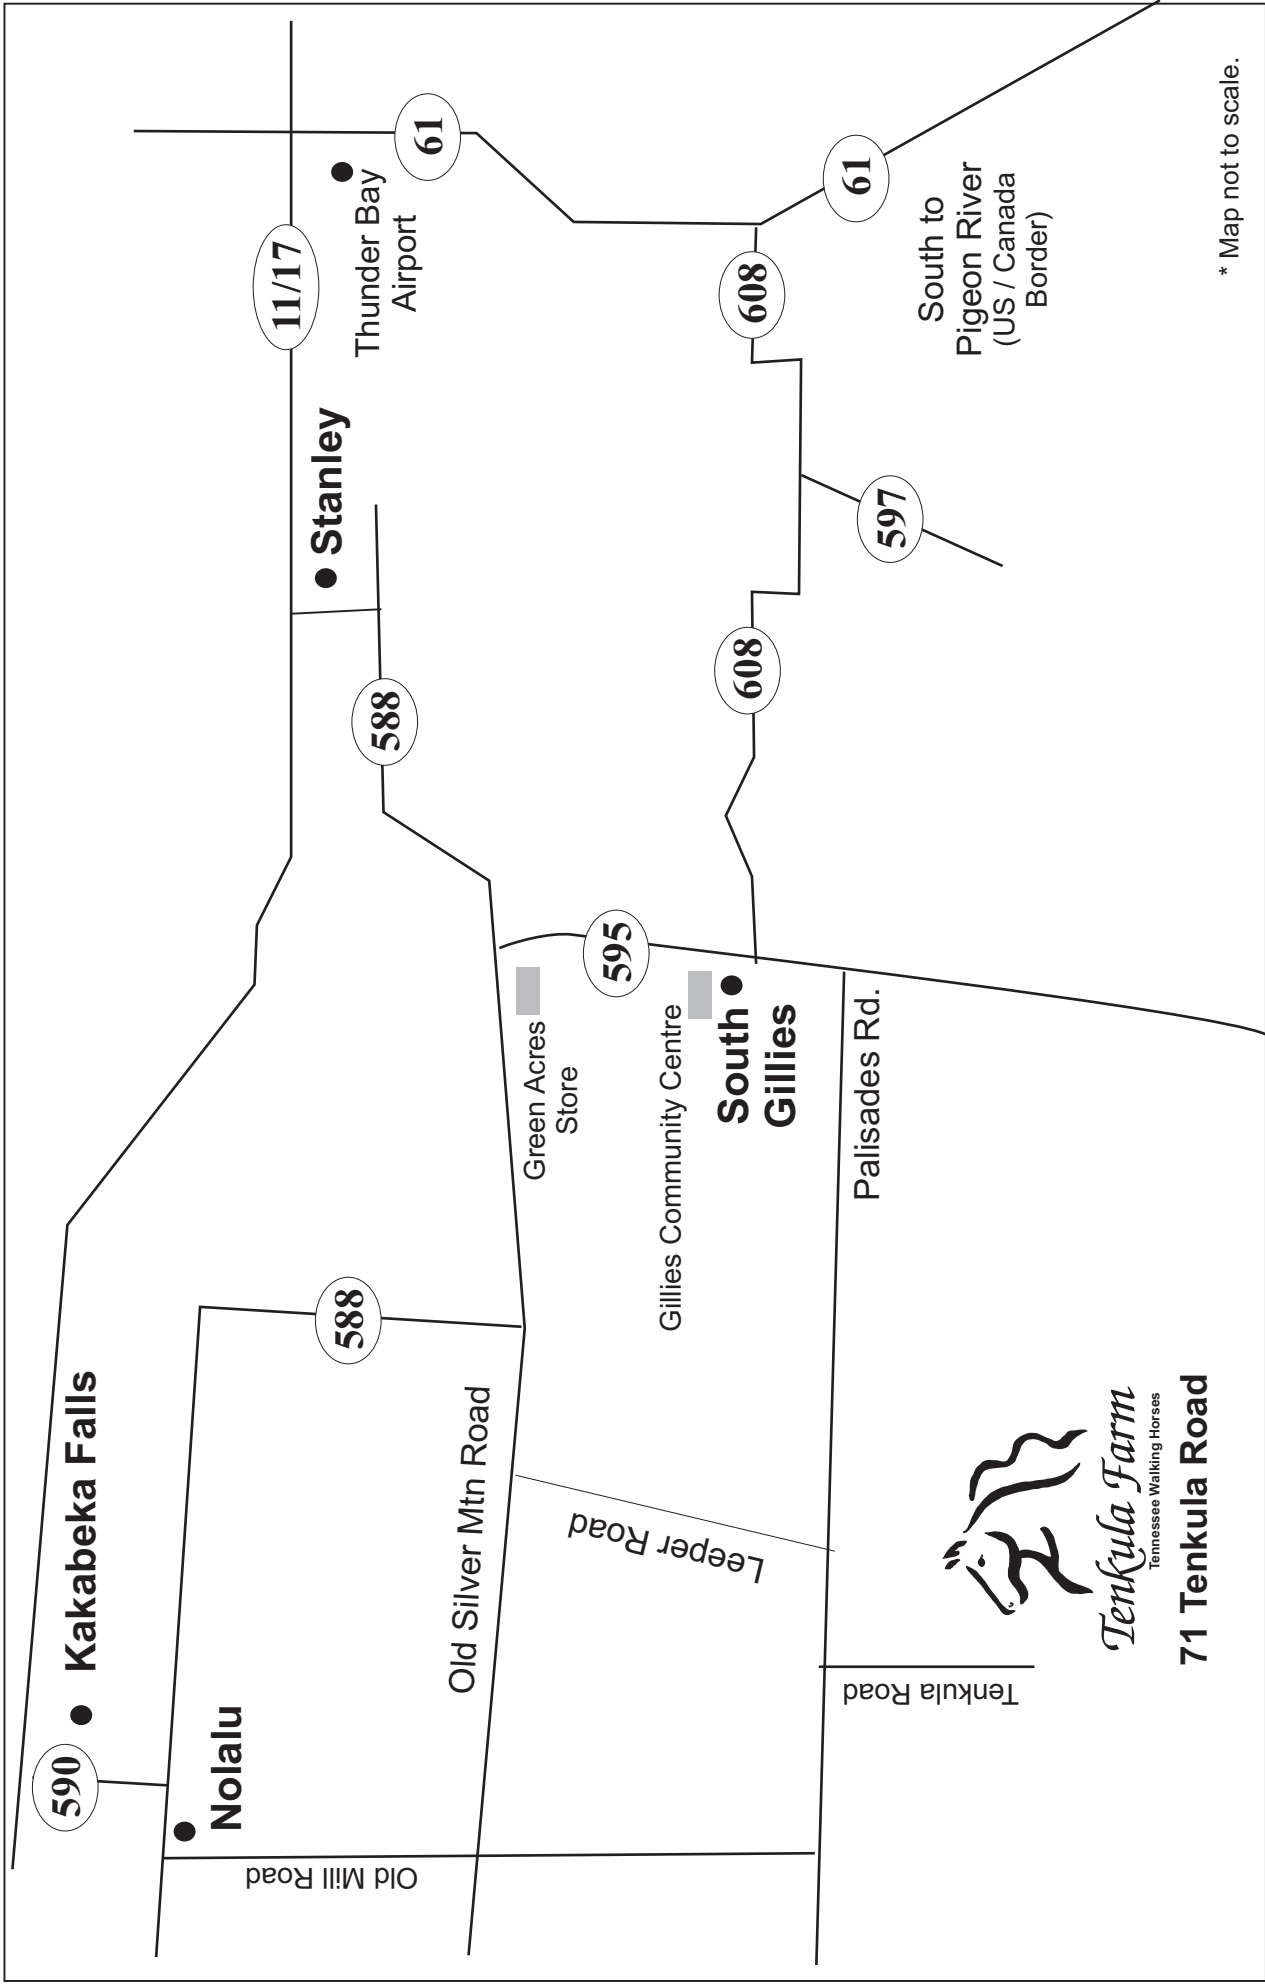 590
Kakabeka Falls
Nolalu
Old Mill Road
588
Old Silver Mtn Road
Leeper Road
Tenkula Road
11/17
Stanley
588
Thunder Bay
Airport
61
Green Acres
Store
595
Gillies Community Centre
South
Gillies
Palisades Rd.
608
608
597
61
South to
Pigeon River
(US / Canada
Border)
Tenkula Farm
Tennessee Walking Horses
71 Tenkula Road
* Map not to scale.